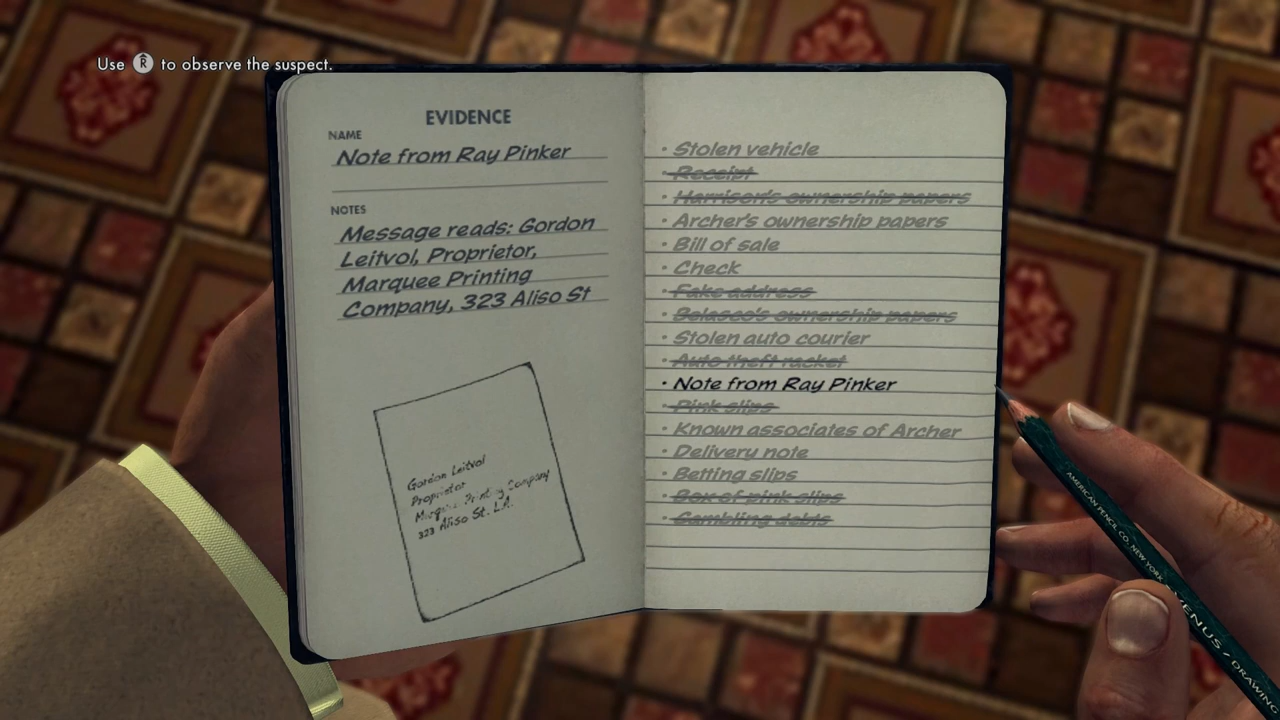 Use R to observe the suspect.
EVIDENCE
NAME
Note from Ray Pinker
NOTES
Message reads: Gordon
Leitvol, Proprietor,
Marquee Printing
Company, 323 Aliso St
Gordon Leitvol
Proprietor
Marquee Printing Company
323 Aliso St. L.A.
• Stolen vehicle
• Receipt
• Harrison's ownership papers
• Archer's ownership papers
• Bill of sale
• Check
• Fake address
• Belasco's ownership papers
• Stolen auto courier
• Auto theft racket
• Note from Ray Pinker
• Pink slips
• Known associates of Archer
• Delivery note
• Betting slips
• Box of pink slips
• Gambling debts
AMERICAN PENCIL CO. NEW YORK VENUS / DRAWING